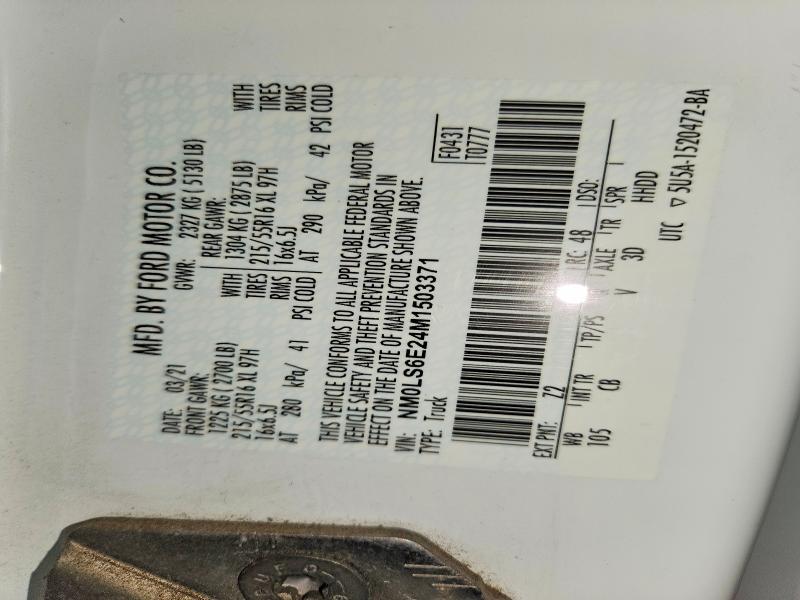 MFD. BY FORD MOTOR CO.
DATE: 03/21 GVWR: 2327 KG ( 5130 LB)
FRONT GAWR: REAR GAWR:
1225 KG ( 2700 LB) WITH 1304 KG ( 2875 LB) WITH
215/55R16 XL 97H TIRES 215/55R16 XL 97H TIRES
16x6.5J RIMS 16x6.5J RIMS
AT 280 kPa/ 41 PSI COLD AT 290 kPa/ 42 PSI COLD
THIS VEHICLE CONFORMS TO ALL APPLICABLE FEDERAL MOTOR
VEHICLE SAFETY AND THEFT PREVENTION STANDARDS IN
EFFECT ON THE DATE OF MANUFACTURE SHOWN ABOVE.
VIN: NM0LS6E24M1503371 F0431
TYPE: Truck T0777
EXT PNT: Z2 RC: 48 DSO:
WB INT TR TP/PS AXLE TR SPR
105 CB V 3D HHDD
UTC ▽ 5U5A-1520472-BA